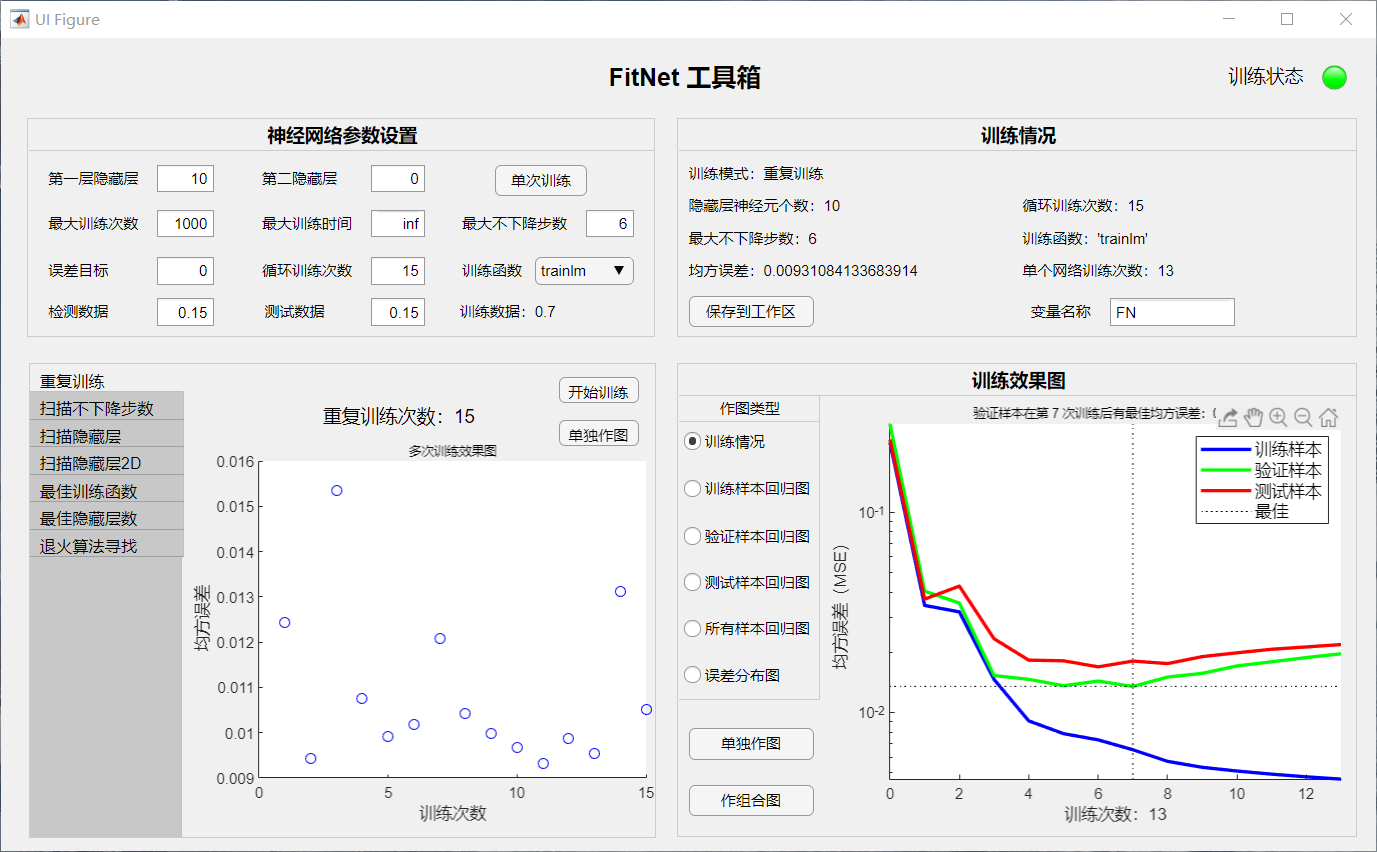 UI Figure
FitNet 工具箱
训练状态
神经网络参数设置
第一层隐藏层 10 第二隐藏层 0 单次训练
最大训练次数 1000 最大训练时间 inf 最大不下降步数 6
误差目标 0 循环训练次数 15 训练函数 trainlm
检测数据 0.15 测试数据 0.15 训练数据：0.7
训练情况
训练模式：重复训练
隐藏层神经元个数：10 循环训练次数：15
最大不下降步数：6 训练函数：'trainlm'
均方误差：0.00931084133683914 单个网络训练次数：13
保存到工作区 变量名称 FN
重复训练
扫描不下降步数
扫描隐藏层
扫描隐藏层2D
最佳训练函数
最佳隐藏层数
退火算法寻找
重复训练次数：15
开始训练
单独作图
多次训练效果图
均方误差
0.016
0.015
0.014
0.013
0.012
0.011
0.01
0.009
0 5 10 15
训练次数
训练效果图
作图类型
训练情况
训练样本回归图
验证样本回归图
测试样本回归图
所有样本回归图
误差分布图
单独作图
作组合图
验证样本在第 7 次训练后有最佳均方误差：
训练样本
验证样本
测试样本
最佳
均方误差（MSE）
10-1
10-2
0 2 4 6 8 10 12
训练次数：13